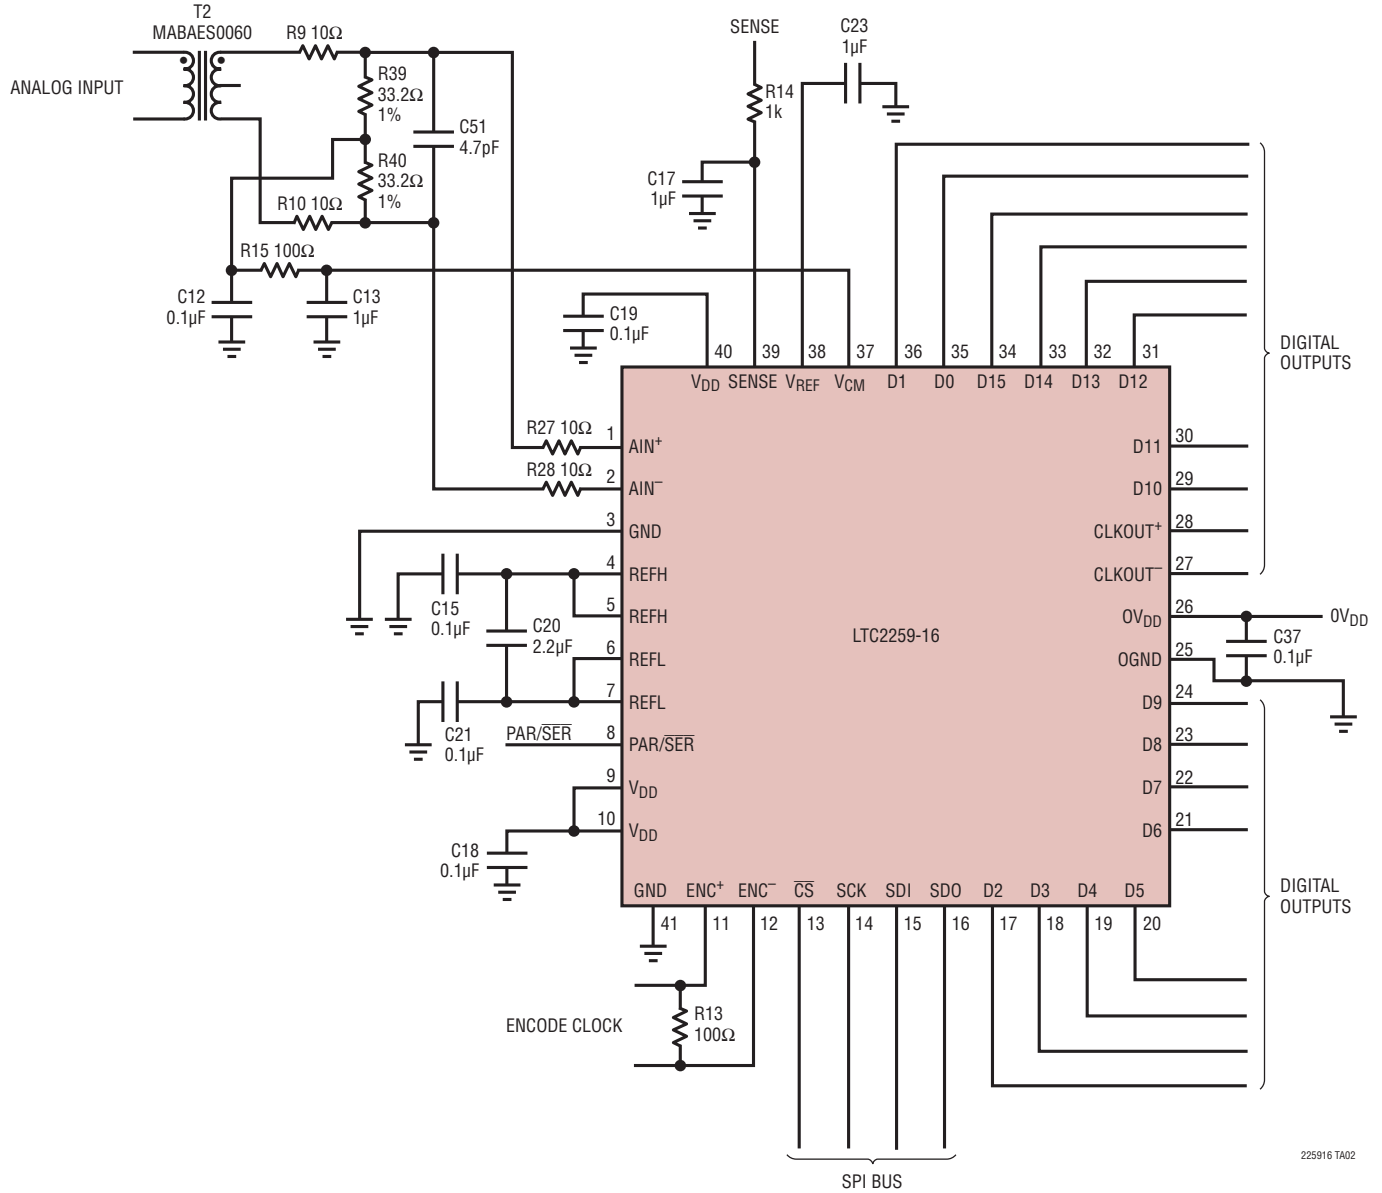 T2
MABAES0060
ANALOG INPUT
R9 10Ω
R39
33.2Ω
1%
R40
33.2Ω
1%
C51
4.7pF
R10 10Ω
R15 100Ω
C12
0.1µF
C13
1µF
SENSE
R14
1k
C17
1µF
C23
1µF
C19
0.1µF
40
39
38
37
36
35
34
33
32
31
VDD
SENSE
VREF
VCM
D1
D0
D15
D14
D13
D12
DIGITAL
OUTPUTS
R27 10Ω
1
AIN+
R28 10Ω
2
AIN–
3
GND
4
REFH
5
REFH
6
REFL
7
REFL
PAR/S̅E̅R̅
8
PAR/S̅E̅R̅
9
VDD
10
VDD
C15
0.1µF
C20
2.2µF
C21
0.1µF
C18
0.1µF
LTC2259-16
D11
30
D10
29
CLKOUT+
28
CLKOUT–
27
OVDD
26
0VDD
OGND
25
C37
0.1µF
D9
24
D8
23
D7
22
D6
21
GND
ENC+
ENC–
C̅S̅
SCK
SDI
SDO
D2
D3
D4
D5
41
11
12
13
14
15
16
17
18
19
20
DIGITAL
OUTPUTS
ENCODE CLOCK
R13
100Ω
SPI BUS
225916 TA02